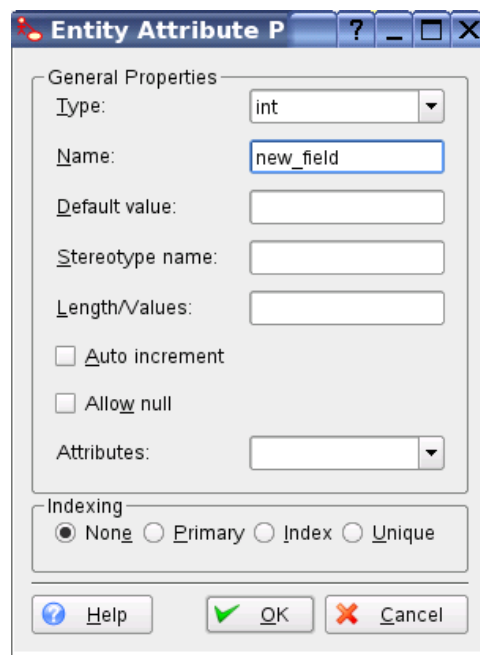 Entity Attribute P ?
General Properties
Type: int
Name: new_field
Default value:
Stereotype name:
Length/Values:
Auto increment
Allow null
Attributes:
Indexing
None Primary Index Unique
Help OK Cancel